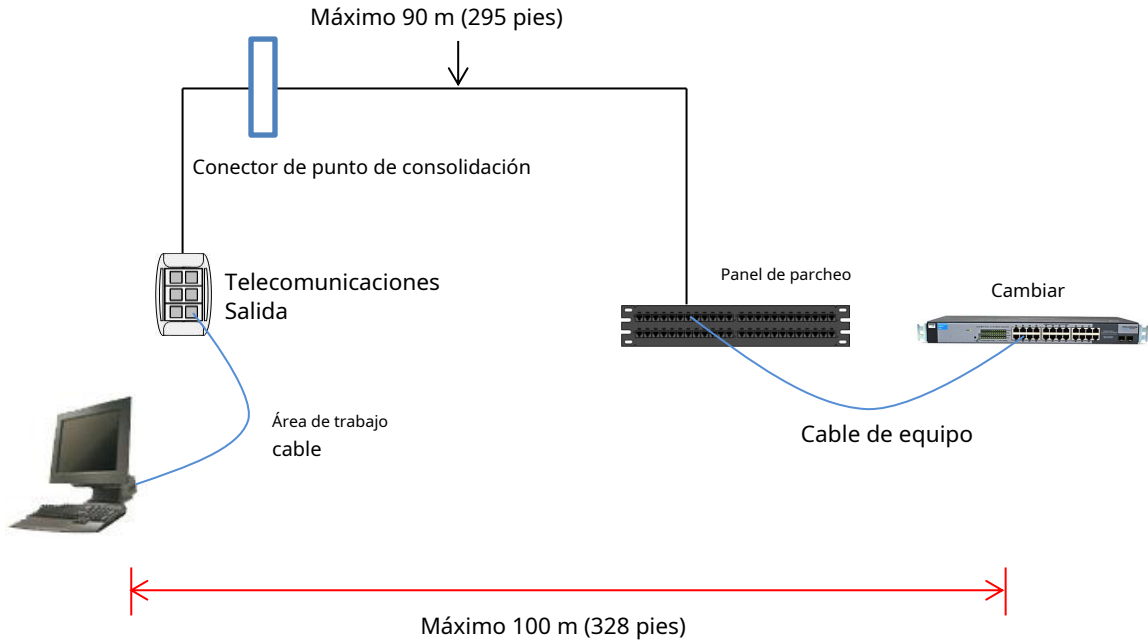 Máximo 90 m (295 pies)
Conector de punto de consolidación
Telecomunicaciones
Salida
Panel de parcheo
Cambiar
Área de trabajo
cable
Cable de equipo
Máximo 100 m (328 pies)